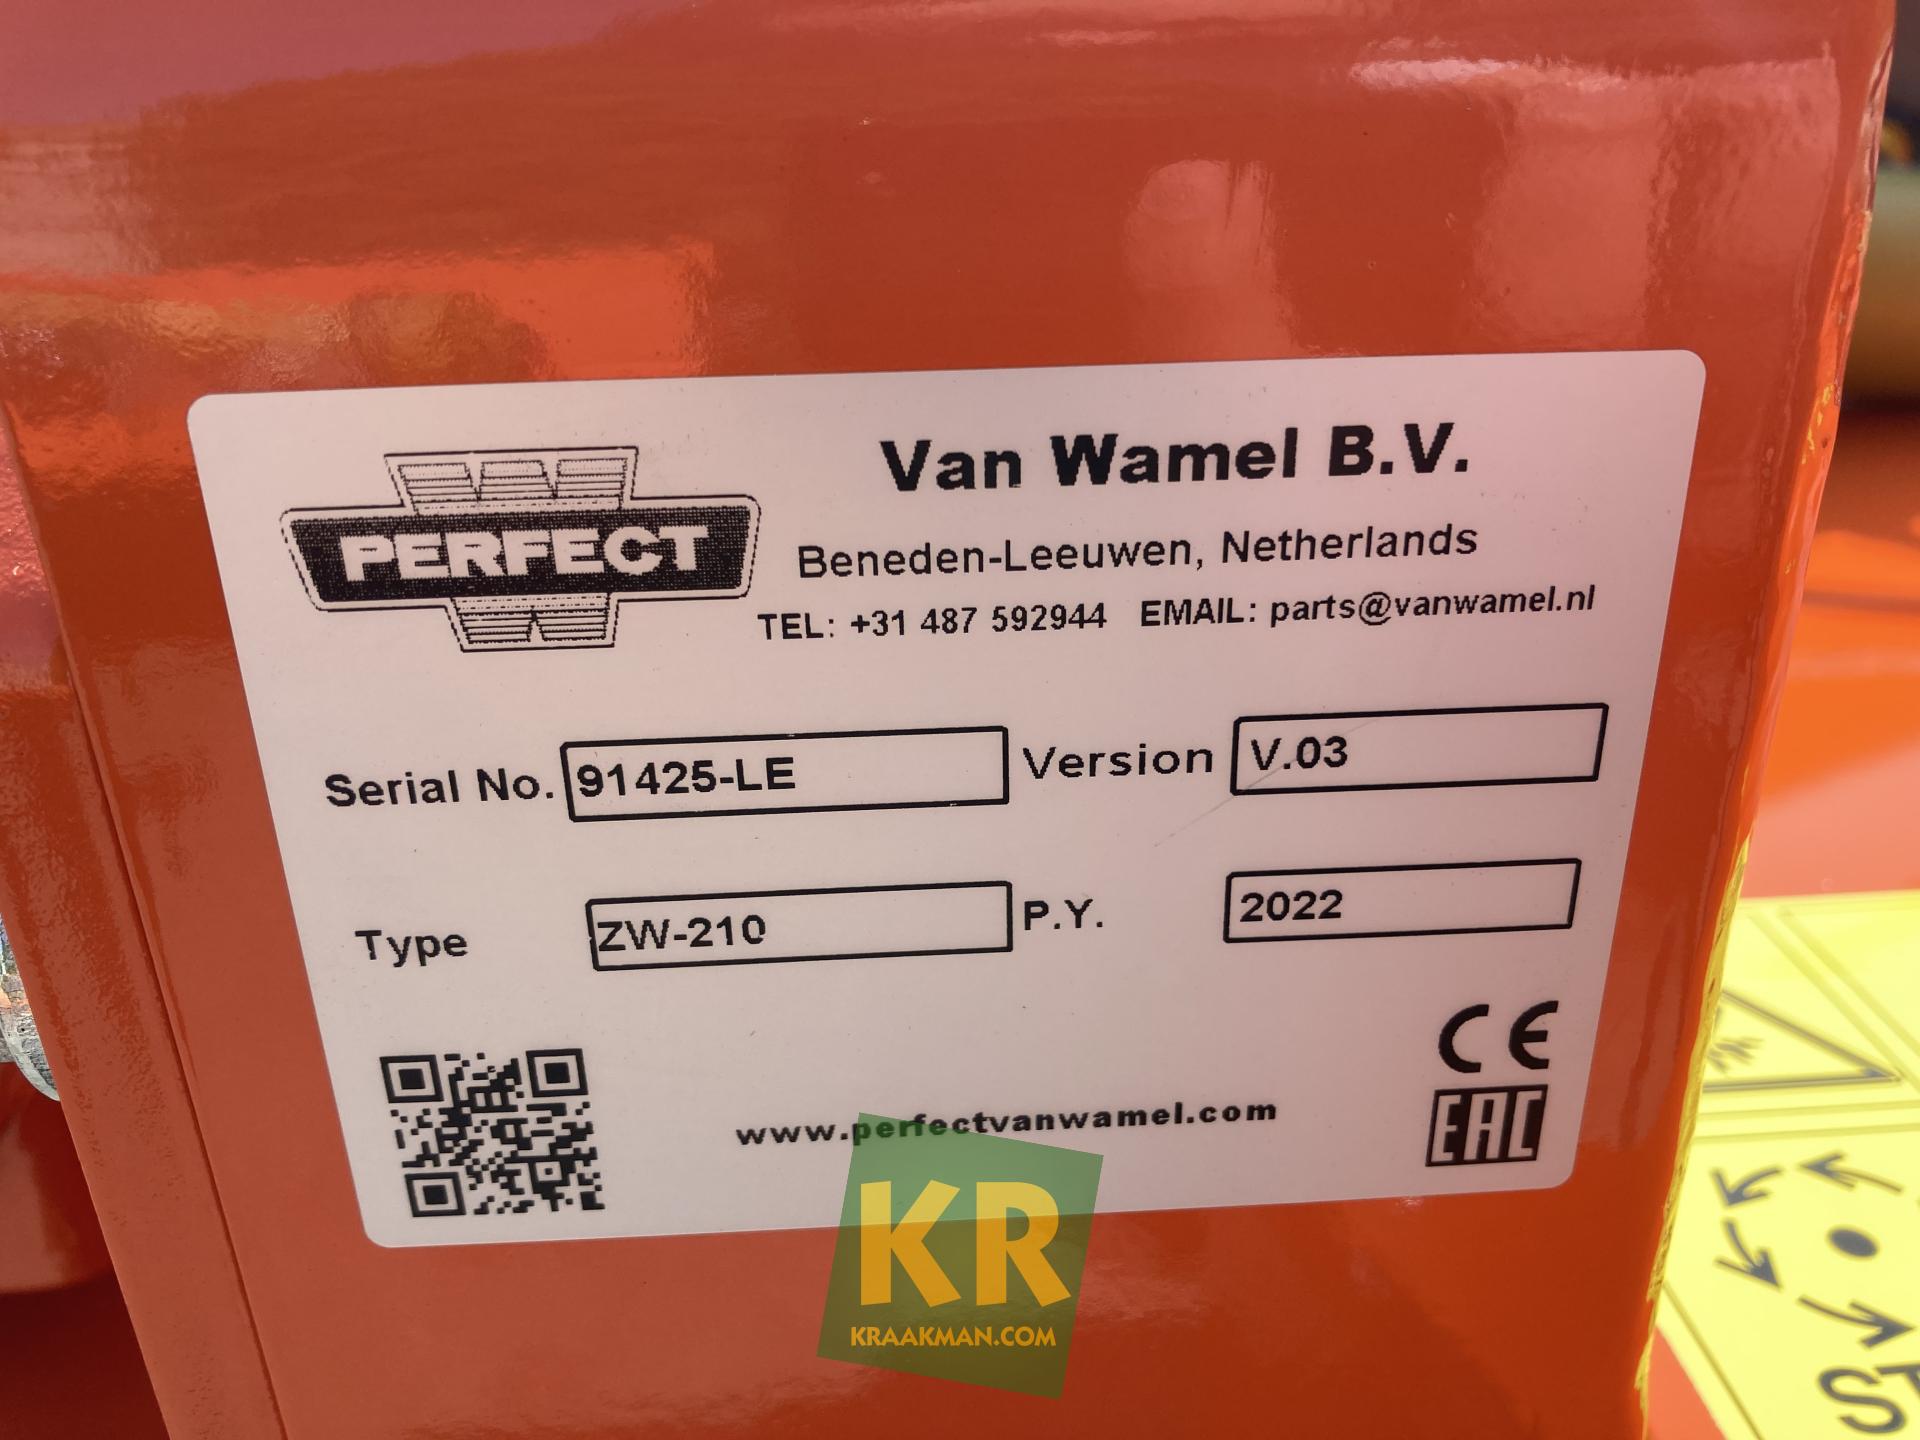 PERFECT
Van Wamel B.V.
Beneden-Leeuwen, Netherlands
TEL: +31 487 592944 EMAIL: parts@vanwamel.nl
Serial No. 91425-LE Version V.03
Type ZW-210 P.Y. 2022
CE
EAC
www.perfectvanwamel.com
KR
KRAAKMAN.COM